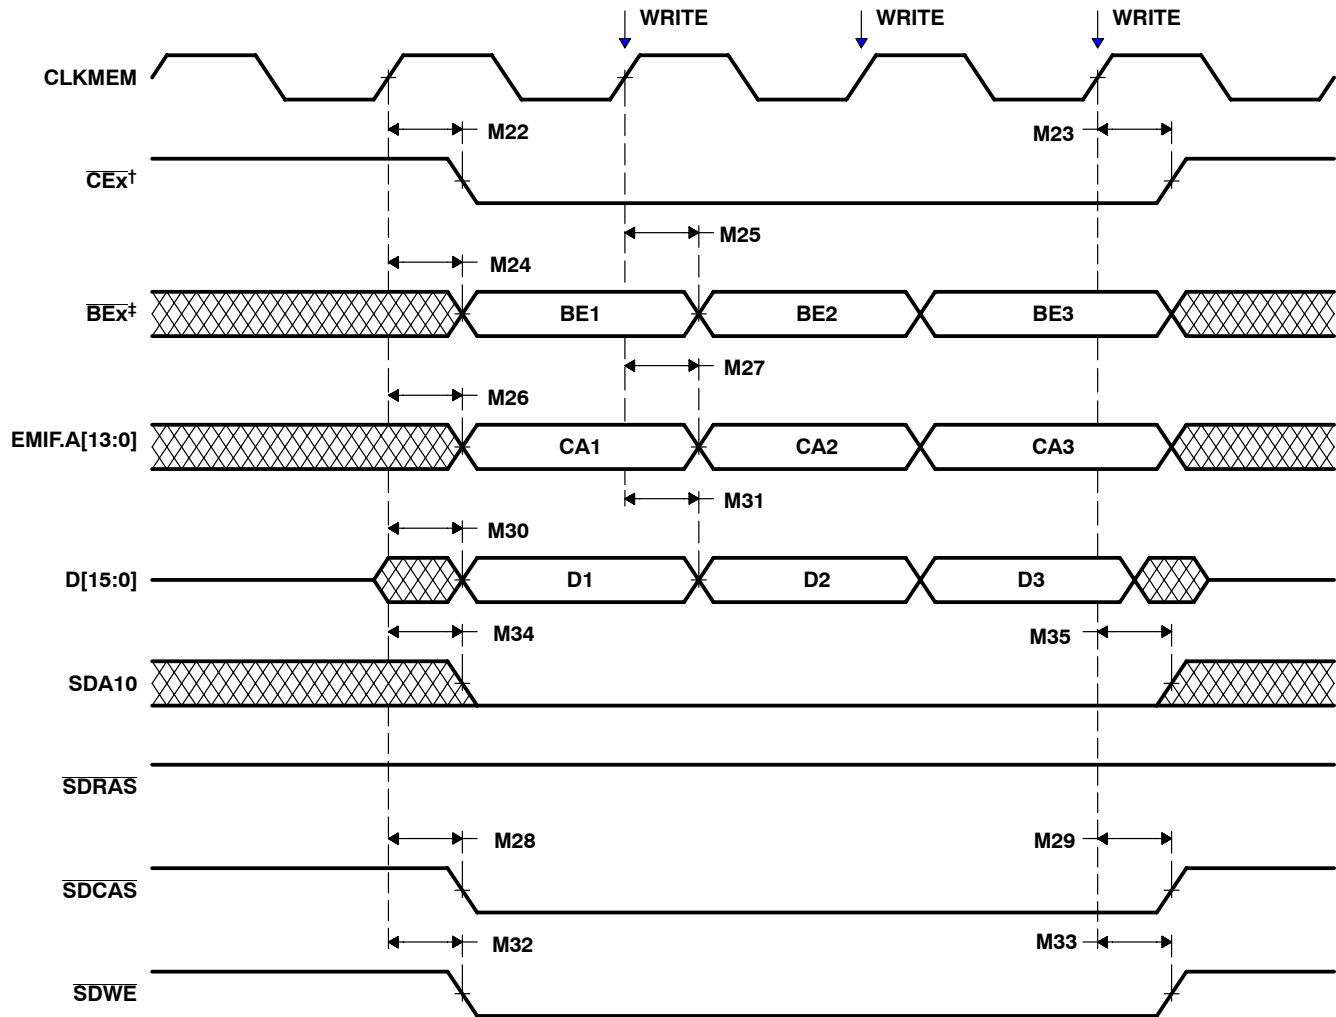 WRITE WRITE WRITE
CLKMEM
M22 M23
CEx†
M25
M24
BEx‡ BE1 BE2 BE3
M27
M26
EMIF.A[13:0] CA1 CA2 CA3
M31
M30
D[15:0] D1 D2 D3
M34 M35
SDA10
SDRAS
M28 M29
SDCAS
M32 M33
SDWE